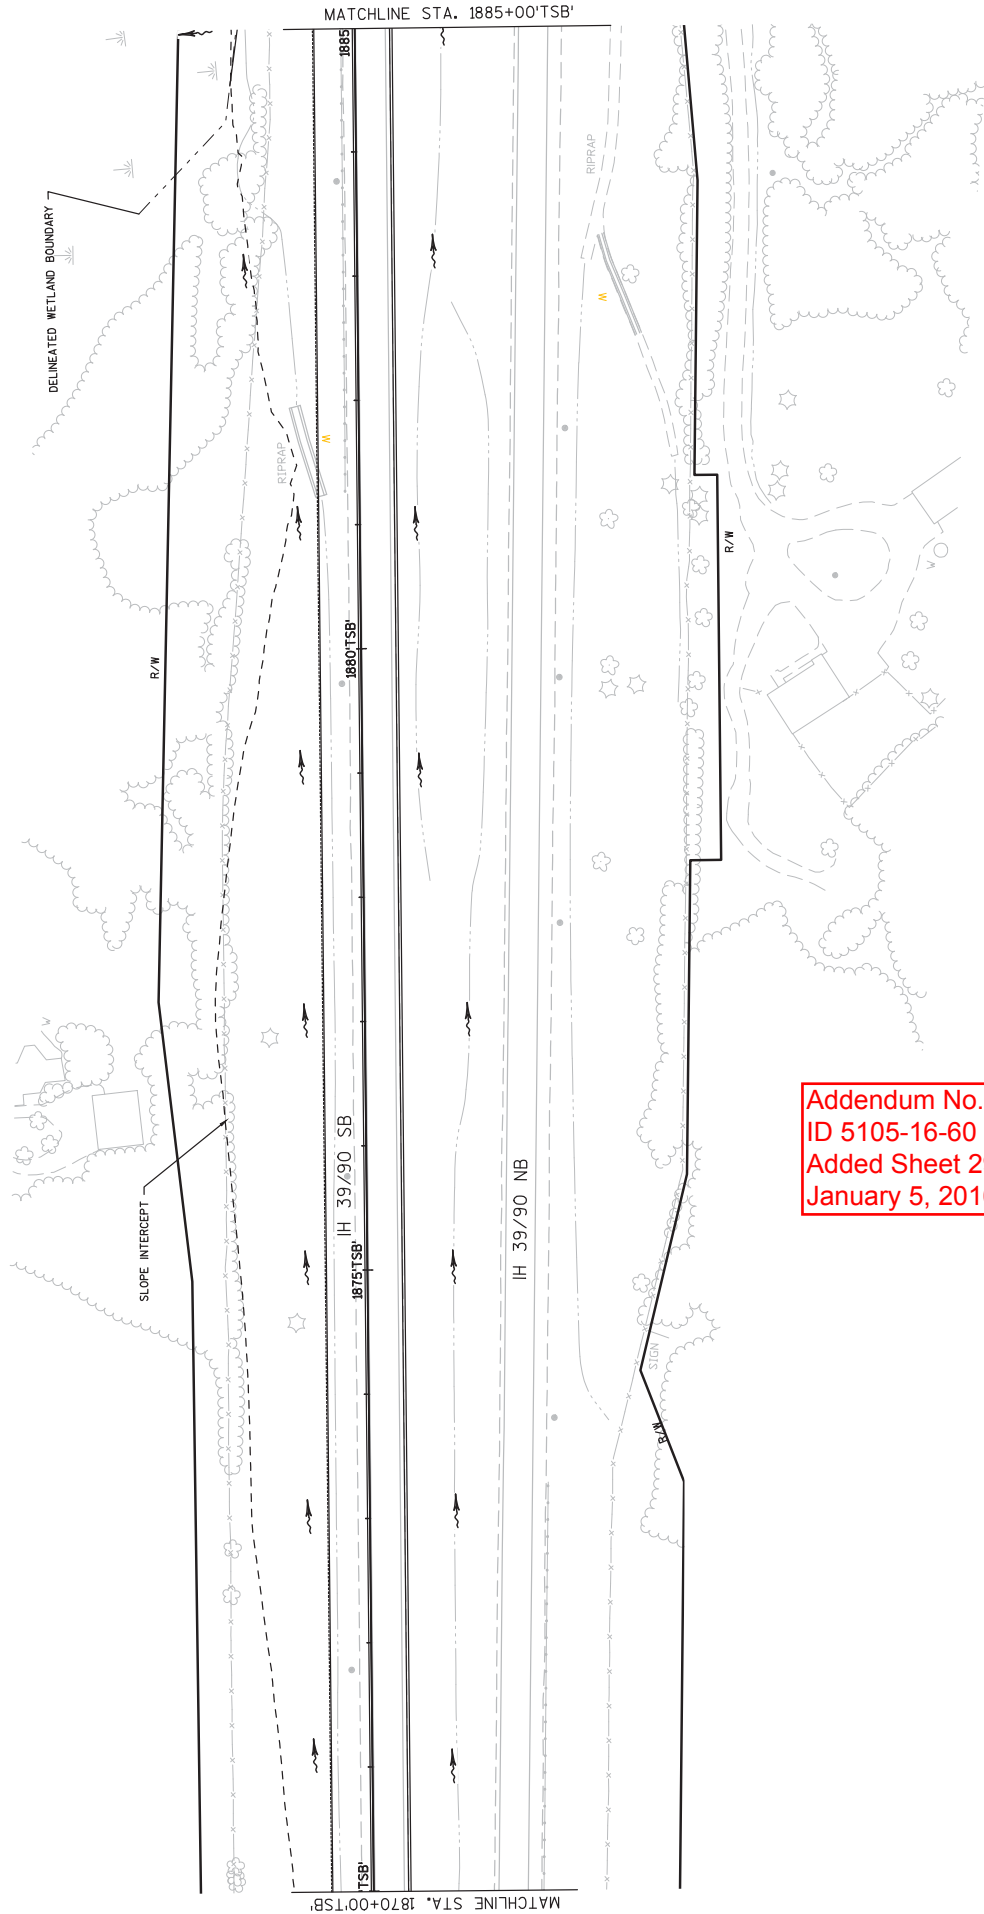 MATCHLINE STA. 1885+00'TSB'
1885
RIPRAP
DELINEATED WETLAND BOUNDARY
W
W
RIPRAP
R/W
W
1880'TSB'
R/W
W
Addendum No.
ID 5105-16-60
Added Sheet 2
January 5, 201
IH 39/90 SB
IH 39/90 NB
SLOPE INTERCEPT
1875'TSB'
SIGN
R/W
'TSB'
MATCHLINE STA. 1870+00'TSB'